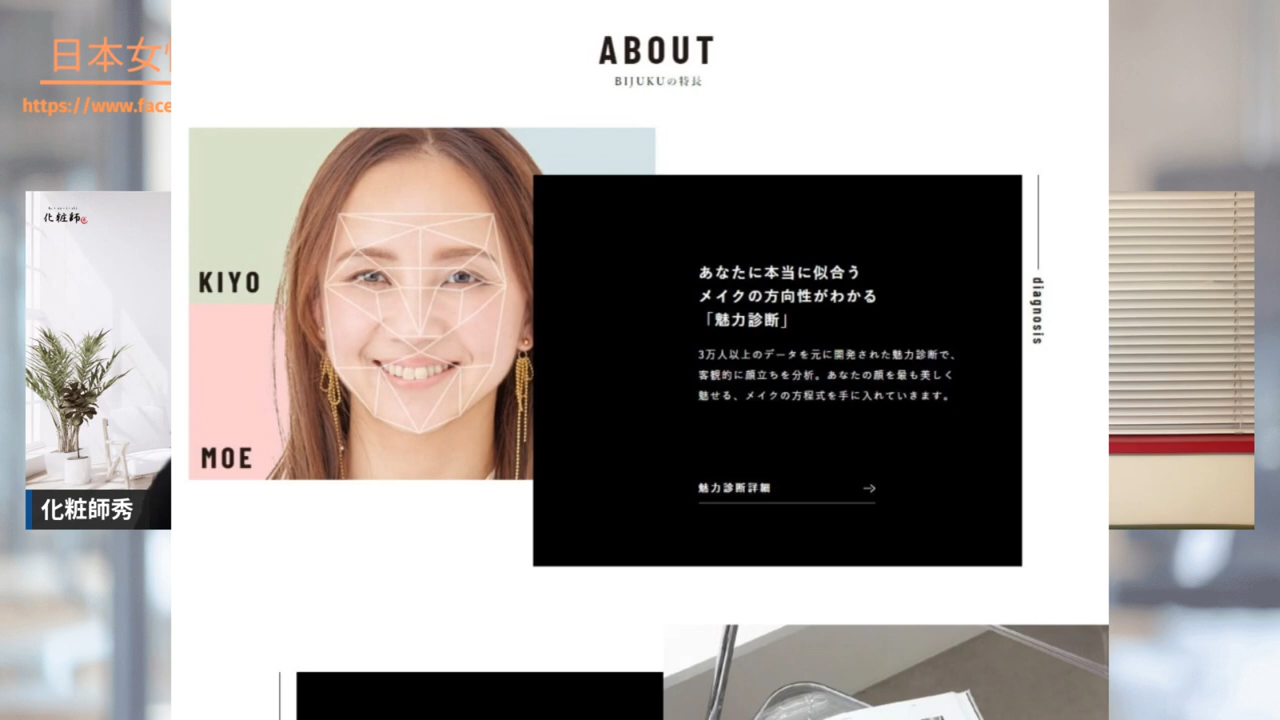 ABOUT
BIJUKUの特長
日本女
https://www.face
化粧師
KIYO
MOE
あなたに本当に似合う
メイクの方向性がわかる
「魅力診断」
3万人以上のデータを元に開発された魅力診断で、
客観的に顔立ちを分析。あなたの顔を最も美しく
魅せる、メイクの方程式を手に入れていきます。
魅力診断詳細
diagnosis
化粧師秀